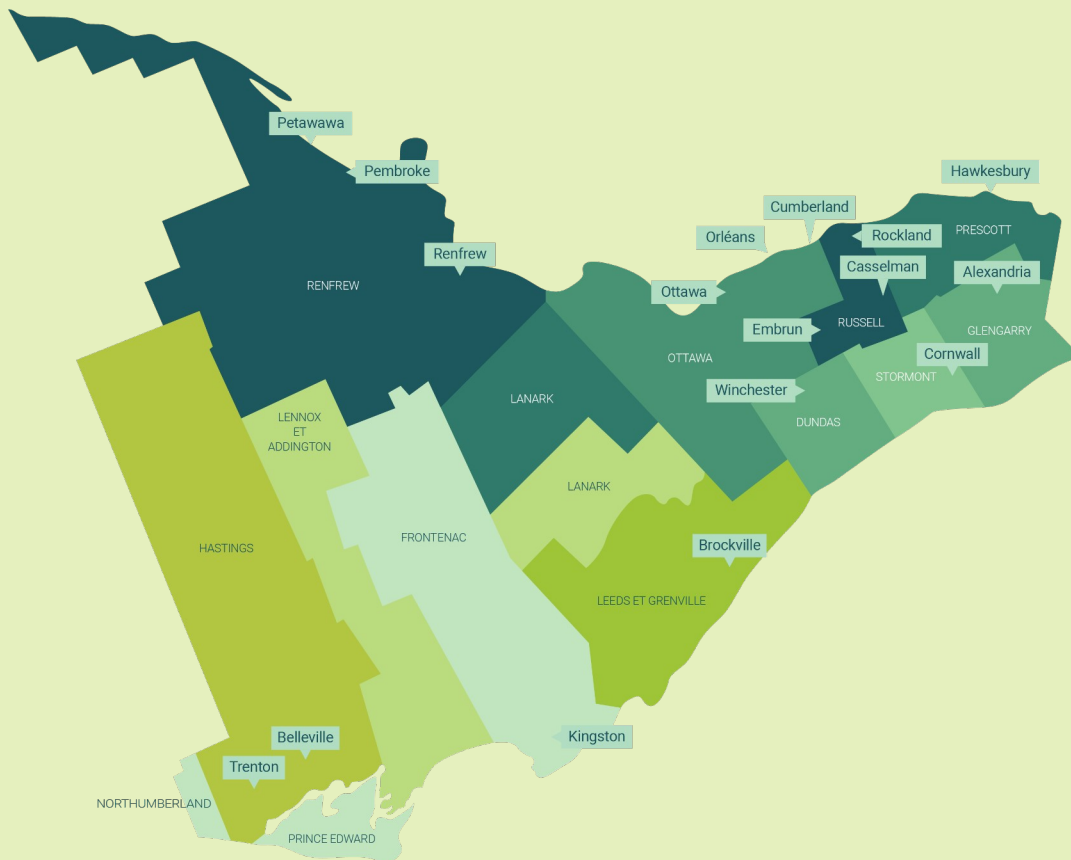 Petawawa
Pembroke
Hawkesbury
Cumberland
Orléans
Rockland
PRESCOTT
Renfrew
Casselman
Alexandria
RENFREW
Ottawa
Embrun
RUSSELL
GLENGARRY
OTTAWA
Cornwall
STORMONT
Winchester
LANARK
DUNDAS
LENNOX
ET
ADDINGTON
LANARK
FRONTENAC
HASTINGS
Brockville
LEEDS ET GRENVILLE
Belleville
Kingston
Trenton
NORTHUMBERLAND
PRINCE EDWARD